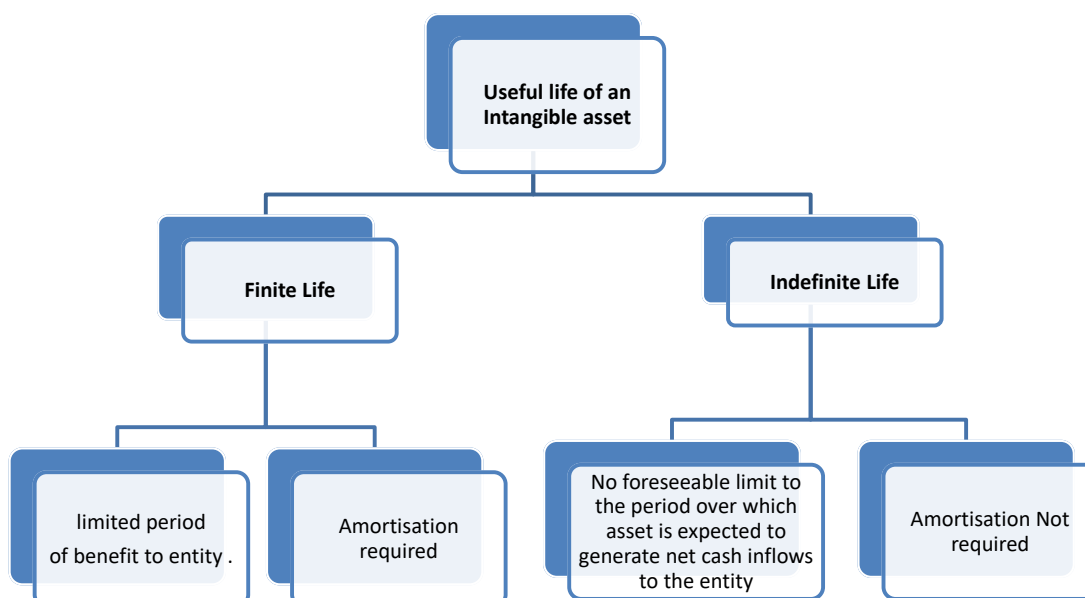 Useful life of an
Intangible asset
Finite Life
Indefinite Life
limited period
of benefit to entity .
Amortisation
required
No foreseeable limit to
the period over which
asset is expected to
generate net cash inflows
to the entity
Amortisation Not
required